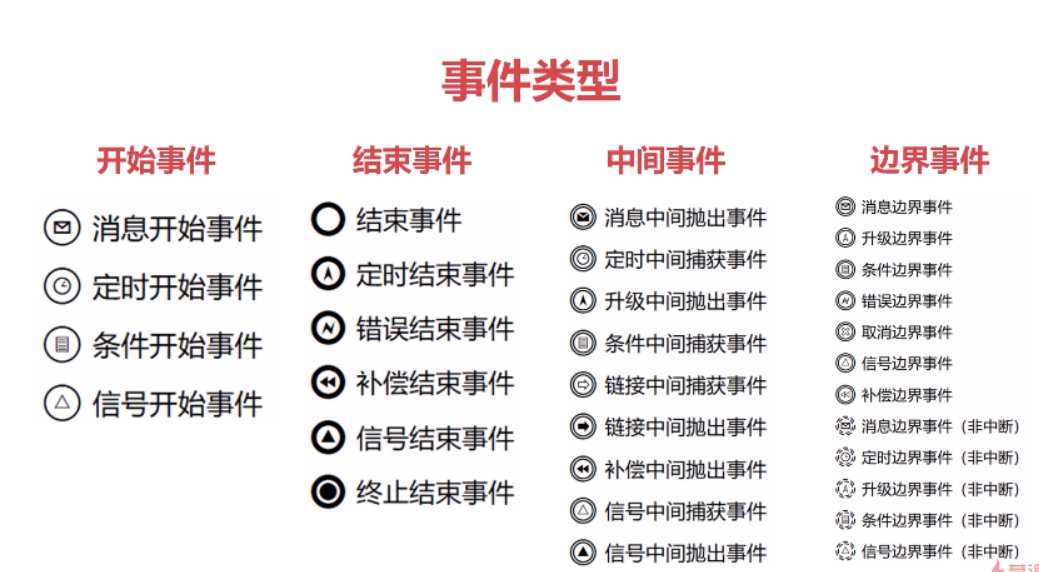 事件类型
开始事件
消息开始事件
定时开始事件
条件开始事件
信号开始事件
结束事件
结束事件
定时结束事件
错误结束事件
补偿结束事件
信号结束事件
终止结束事件
中间事件
消息中间抛出事件
定时中间捕获事件
升级中间抛出事件
条件中间捕获事件
链接中间捕获事件
链接中间抛出事件
补偿中间抛出事件
信号中间捕获事件
信号中间抛出事件
边界事件
消息边界事件
升级边界事件
条件边界事件
错误边界事件
取消边界事件
信号边界事件
补偿边界事件
消息边界事件（非中断）
定时边界事件（非中断）
升级边界事件（非中断）
条件边界事件（非中断）
信号边界事件（非中断）